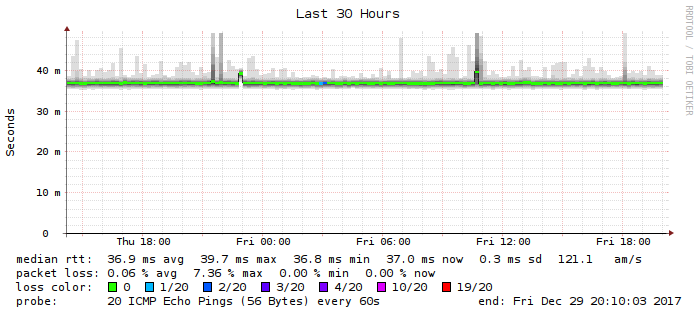 Last 30 Hours
RRDTOOL / TOBI OETIKER
Seconds
40 m
30 m
20 m
10 m
0
Thu 18:00 Fri 00:00 Fri 06:00 Fri 12:00 Fri 18:00
median rtt: 36.9 ms avg 39.7 ms max 36.8 ms min 37.0 ms now 0.3 ms sd 121.1 am/s
packet loss: 0.06 % avg 7.36 % max 0.00 % min 0.00 % now
loss color: 0 1/20 2/20 3/20 4/20 10/20 19/20
probe: 20 ICMP Echo Pings (56 Bytes) every 60s end: Fri Dec 29 20:10:03 2017